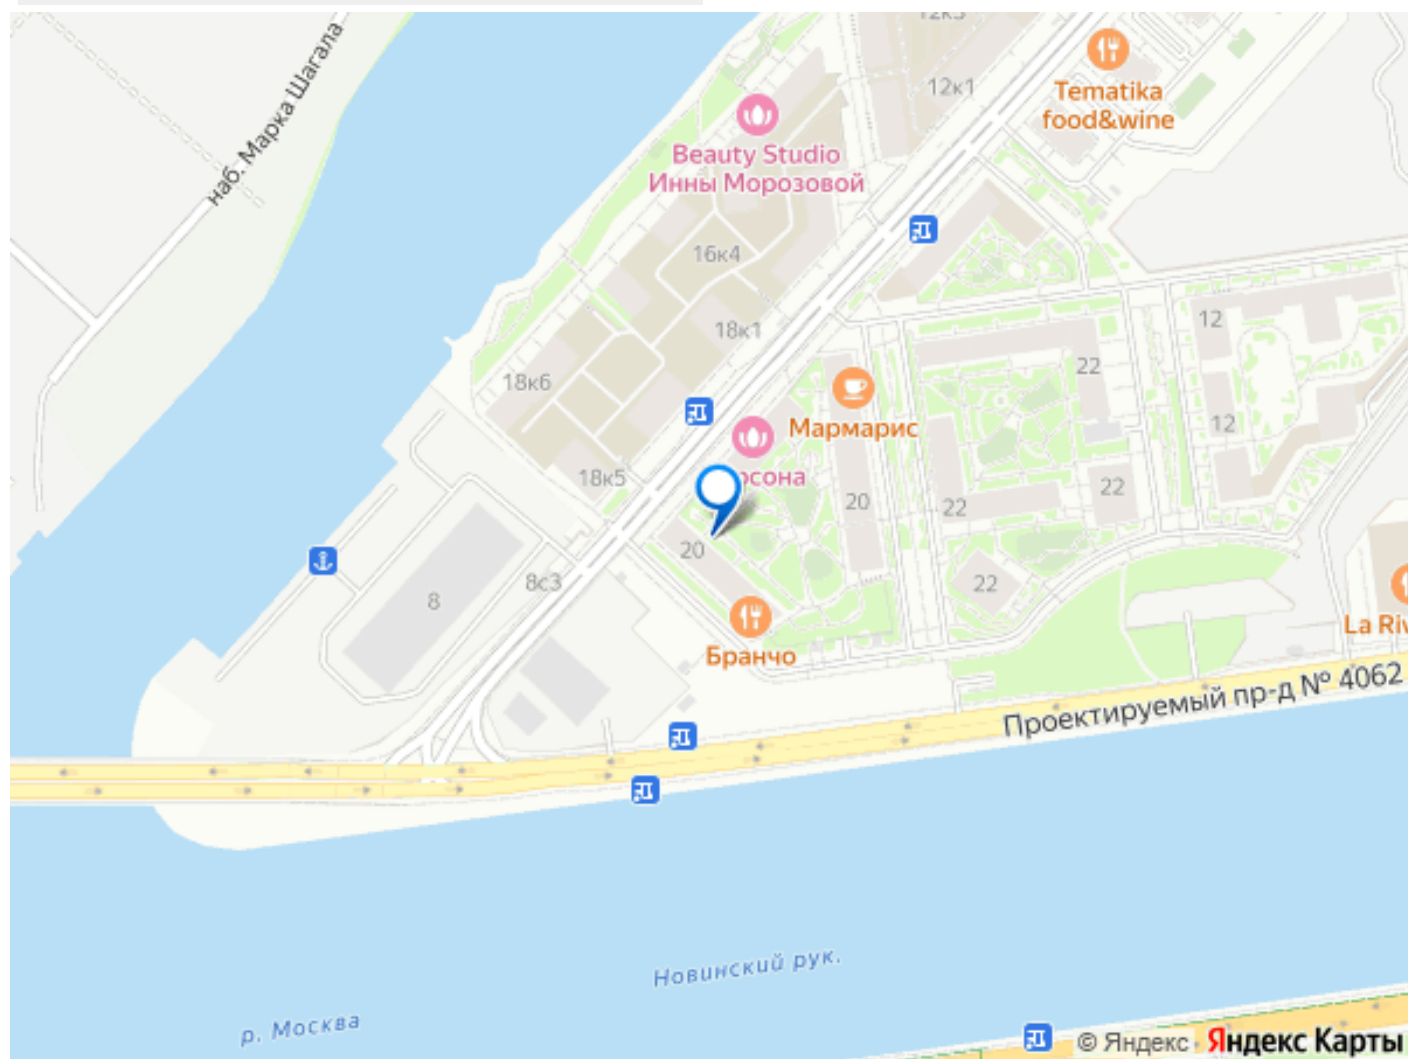 наб. Марка Шагала
12к3
12к1
Tematika
food&wine
Beauty Studio
Инны Морозовой
16к4
18к1
18к6
12
22
Мармарис
12
18к5
20
22
22
20
8с3
8
22
Бранчо
La Riv
Проектируемый пр-д № 4062
Новинский рук.
р. Москва
© Яндекс
Яндекс Карты